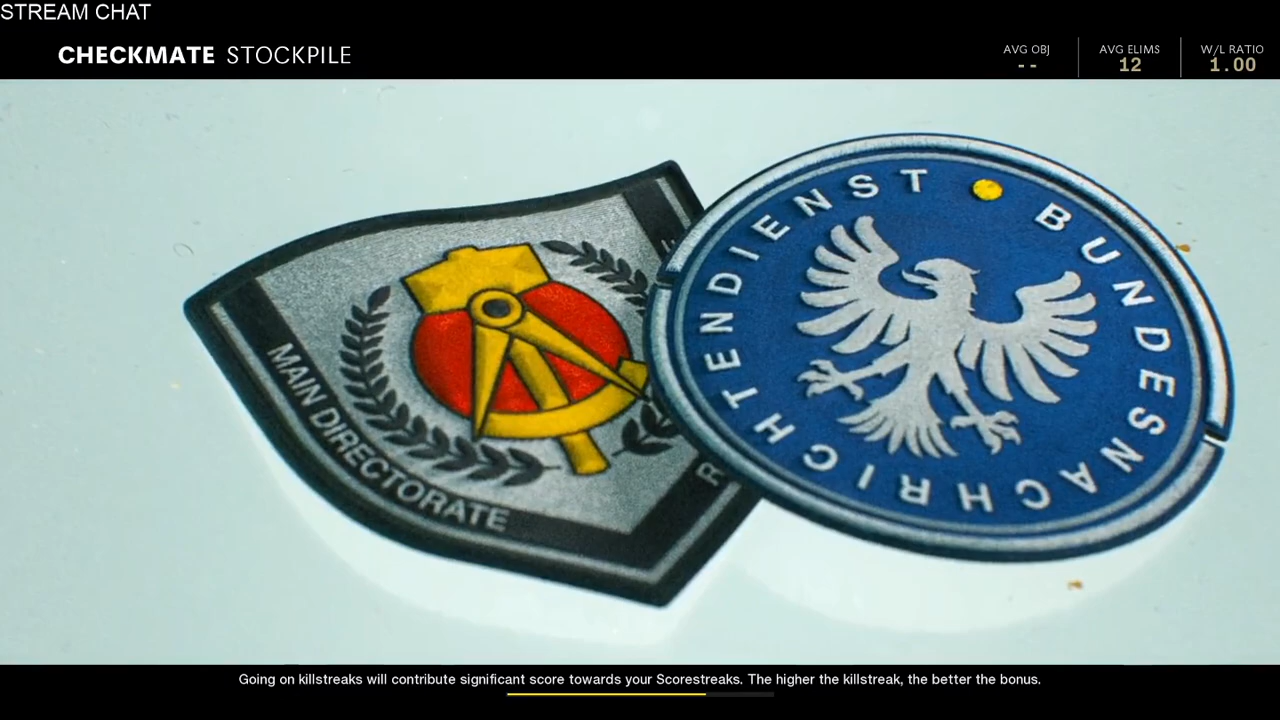 STREAM CHAT
CHECKMATE STOCKPILE
AVG OBJ
--
AVG ELIMS
12
W/L RATIO
1.00
MAIN DIRECTORATE
R
BUNDESNACHRICHTENDIENST
Going on killstreaks will contribute significant score towards your Scorestreaks. The higher the killstreak, the better the bonus.